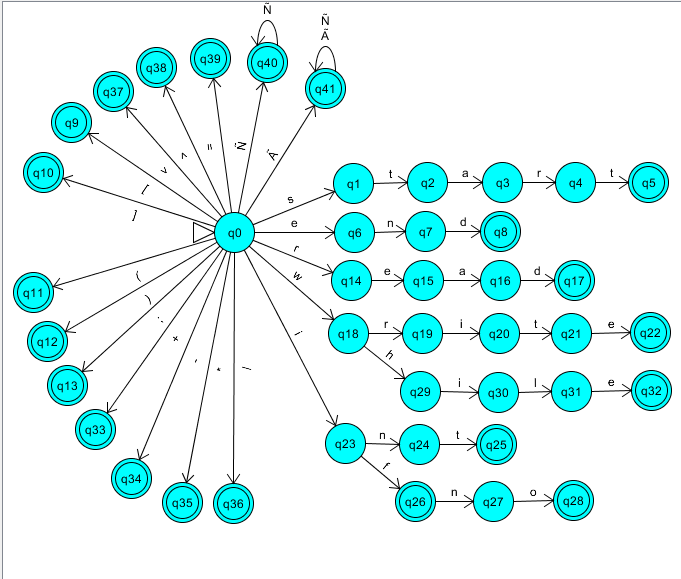 Ñ
Ñ
Ã
q38
q39
q40
q41
q37
q9
q10
v
^
=
Ñ
Ã
[
]
q0
s
q1
t
q2
a
q3
r
q4
t
q5
e
q6
n
q7
d
q8
r
q14
e
q15
a
q16
d
q17
w
q18
r
q19
i
q20
t
q21
e
q22
h
q29
i
q30
l
q31
e
q32
i
q23
n
q24
t
q25
f
q26
n
q27
o
q28
(
q11
)
q12
q13
+
q33
*
q34
q35
q36